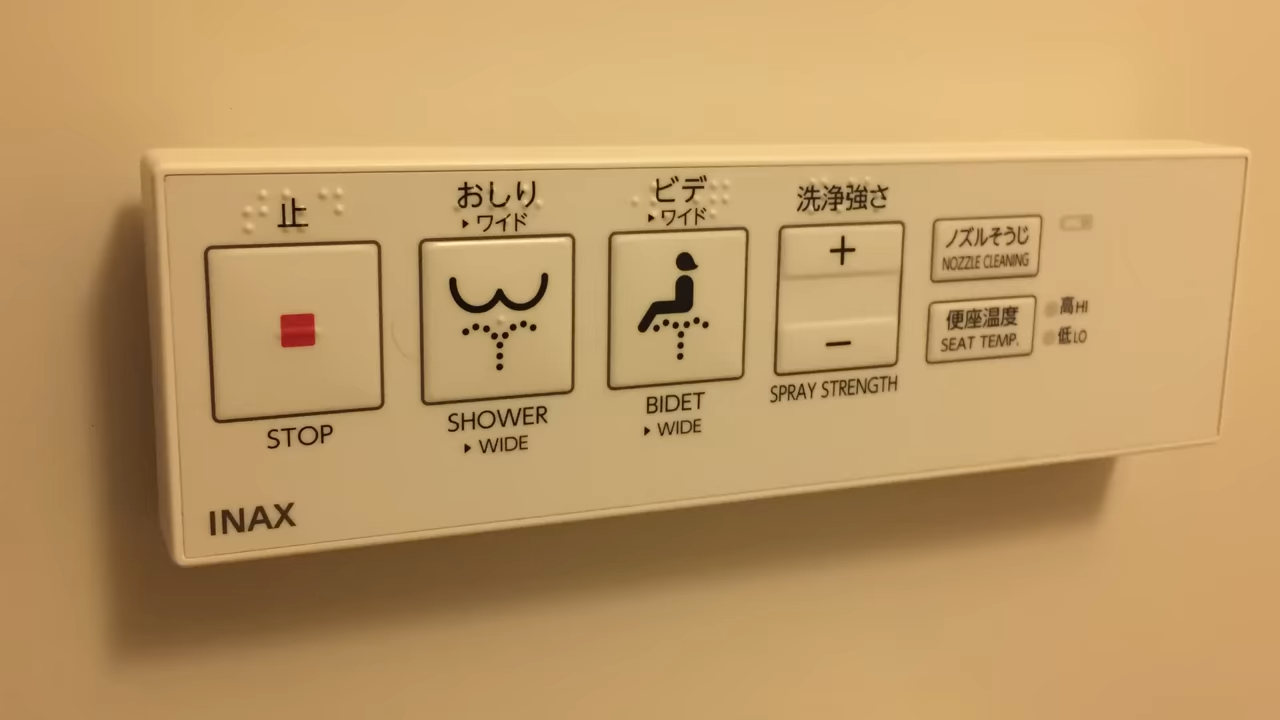 止
STOP
おしり
▸ワイド
SHOWER
▸WIDE
ビデ
▸ワイド
BIDET
▸WIDE
洗浄強さ
+
−
SPRAY STRENGTH
ノズルそうじ
NOZZLE CLEANING
便座温度
SEAT TEMP.
高HI
低LO
INAX